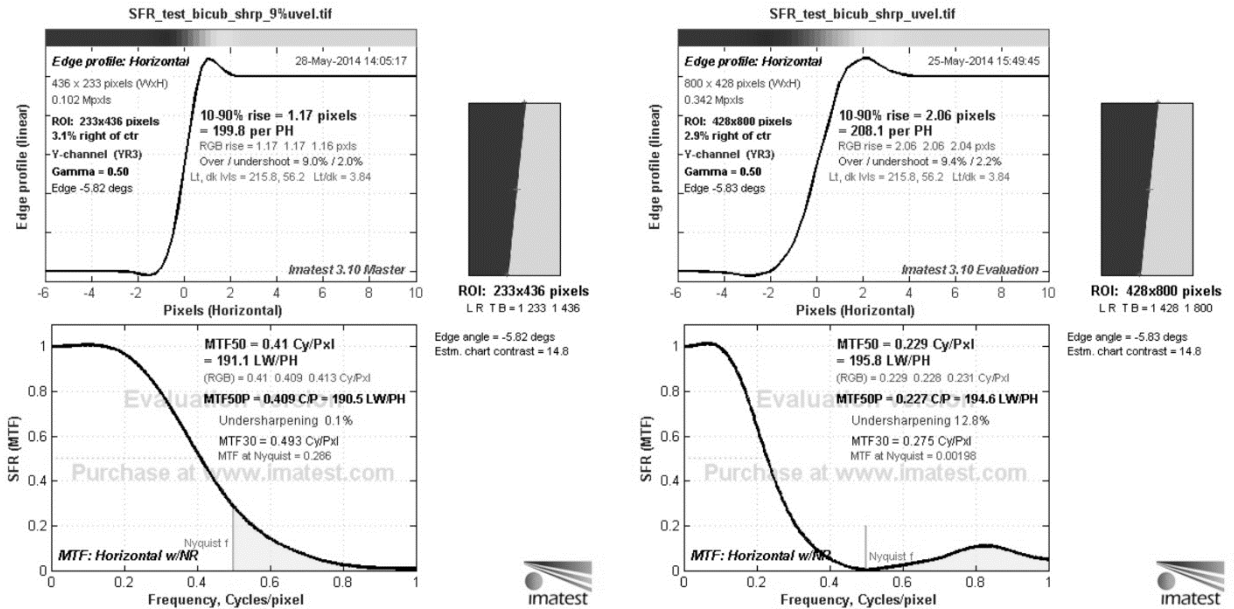 SFR_test_bicub_shrp_9%uvel.tif
Edge profile: Horizontal
28-May-2014 14:05:17
436 x 233 pixels (WxH)
0.102 Mpxls
ROI: 233x436 pixels
3.1% right of ctr
Y-channel (YR3)
Gamma = 0.50
Edge -5.82 degs
10-90% rise = 1.17 pixels
= 199.8 per PH
RGB rise = 1.17 1.17 1.16 pxls
Over / undershoot = 9.0% / 2.0%
Lt, dk lvls = 215.8, 56.2 Lt/dk = 3.84
Edge profile (linear)
Imatest 3.10 Master
-6 -4 -2 0 2 4 6 8 10
Pixels (Horizontal)
ROI: 233x436 pixels
L R T B = 1 233 1 436
Edge angle = -5.82 degs
Estm. chart contrast = 14.8
MTF50 = 0.41 Cy/Pxl
= 191.1 LW/PH
(RGB) = 0.41 0.409 0.413 Cy/Pxl
Evaluation version
MTF50P = 0.409 C/P = 190.5 LW/PH
Undersharpening 0.1%
MTF30 = 0.493 Cy/Pxl
MTF at Nyquist = 0.286
Purchase at www.imatest.com
SFR (MTF)
1
0.8
0.6
0.4
0.2
0
Nyquist f
MTF: Horizontal w/NR
0 0.2 0.4 0.6 0.8 1
Frequency, Cycles/pixel
imatest
SFR_test_bicub_shrp_uvel.tif
Edge profile: Horizontal
25-May-2014 15:49:45
800 x 428 pixels (WxH)
0.342 Mpxls
ROI: 428x800 pixels
2.9% right of ctr
Y-channel (YR3)
Gamma = 0.50
Edge -5.83 degs
10-90% rise = 2.06 pixels
= 208.1 per PH
RGB rise = 2.06 2.06 2.04 pxls
Over / undershoot = 9.4% / 2.2%
Lt, dk lvls = 215.8, 56.2 Lt/dk = 3.84
Edge profile (linear)
Imatest 3.10 Evaluation
-6 -4 -2 0 2 4 6 8 10
Pixels (Horizontal)
ROI: 428x800 pixels
L R T B = 1 428 1 800
Edge angle = -5.83 degs
Estm. chart contrast = 14.8
MTF50 = 0.229 Cy/Pxl
= 195.8 LW/PH
(RGB) = 0.229 0.228 0.231 Cy/Pxl
Evaluation version
MTF50P = 0.227 C/P = 194.6 LW/PH
Undersharpening 12.8%
MTF30 = 0.275 Cy/Pxl
MTF at Nyquist = 0.00198
Purchase at www.imatest.com
SFR (MTF)
1
0.8
0.6
0.4
0.2
0
Nyquist f
MTF: Horizontal w/NR
0 0.2 0.4 0.6 0.8 1
Frequency, Cycles/pixel
imatest